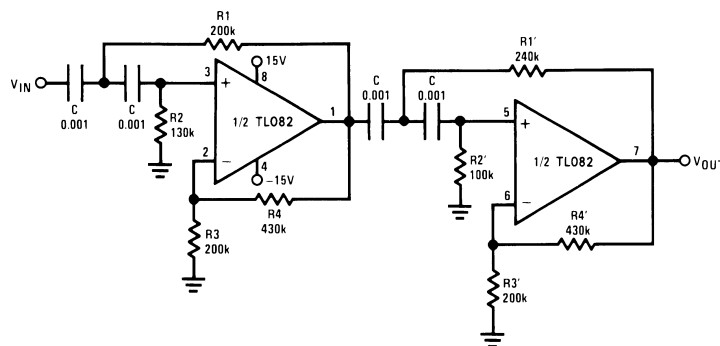 R1
200k
R1'
240k
15V
8
VIN
C
0.001
C
0.001
3
+
R2
130k
1/2 TL082
1
2
−
4
−15V
R4
430k
R3
200k
C
0.001
C
0.001
5
+
R2'
100k
1/2 TL082
7
VOUT
6
−
R4'
430k
R3'
200k